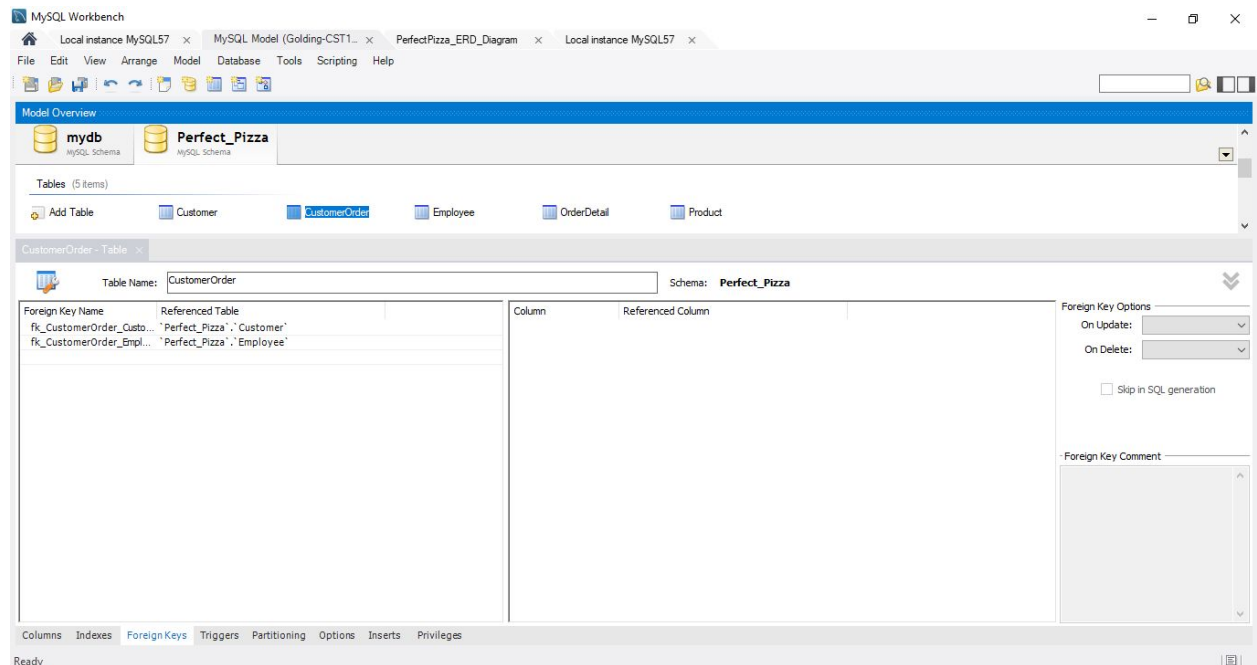 MySQL Workbench
Local instance MySQL57 × MySQL Model (Golding-CST1... × PerfectPizza_ERD_Diagram × Local instance MySQL57 ×
File Edit View Arrange Model Database Tools Scripting Help
Model Overview
mydb Perfect_Pizza
MySQL Schema MySQL Schema
Tables (5 items)
Add Table Customer CustomerOrder Employee OrderDetail Product
CustomerOrder - Table ×
Table Name: CustomerOrder Schema: Perfect_Pizza
Foreign Key Name Referenced Table Column Referenced Column Foreign Key Options
fk_CustomerOrder_Custo... `Perfect_Pizza`.`Customer` On Update:
fk_CustomerOrder_Empl... `Perfect_Pizza`.`Employee` On Delete:
Skip in SQL generation
Foreign Key Comment
Columns Indexes Foreign Keys Triggers Partitioning Options Inserts Privileges
Ready